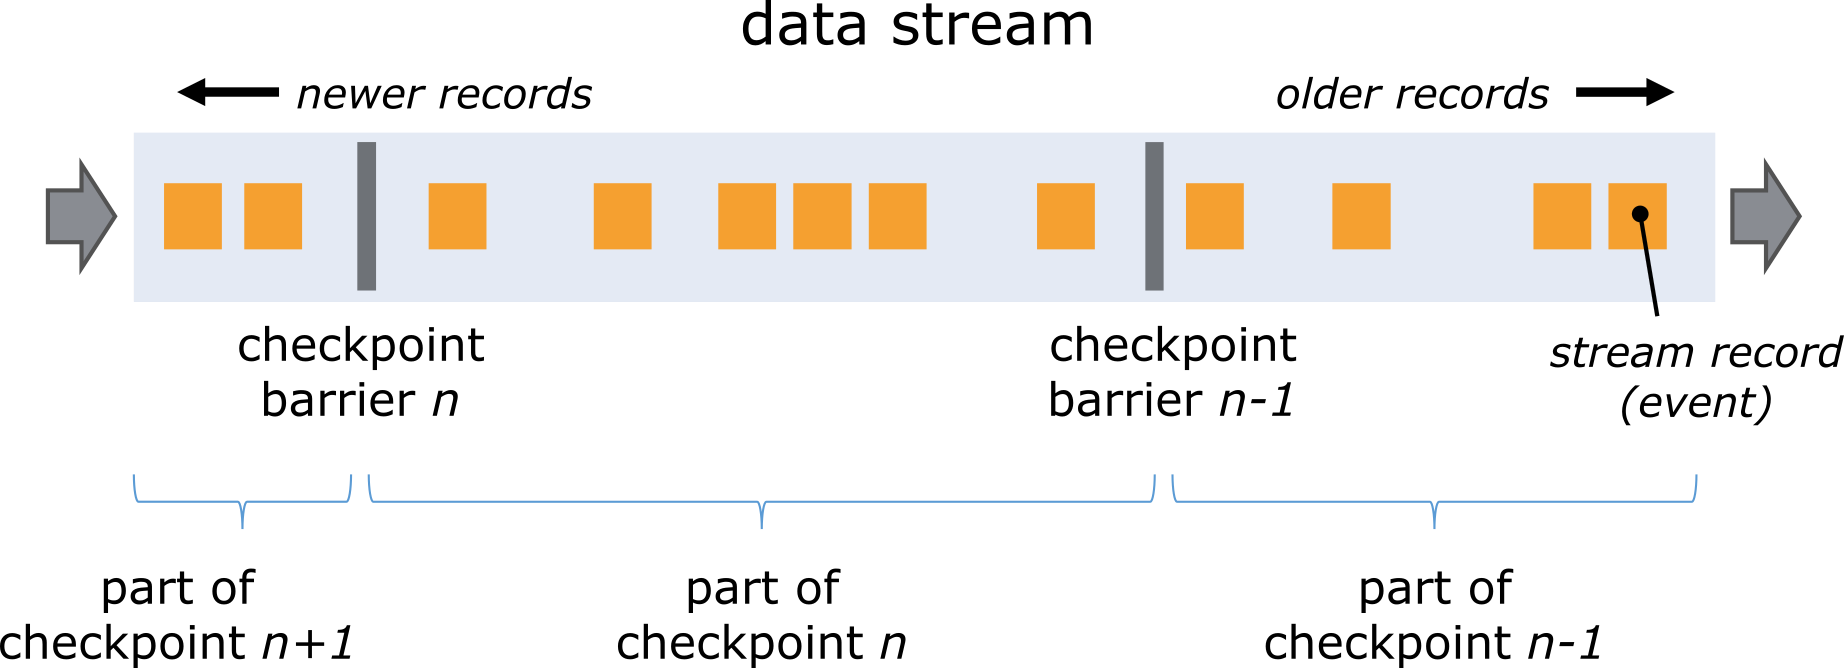 data stream
newer records
older records
checkpoint
barrier n
checkpoint
barrier n-1
stream record
(event)
part of
checkpoint n+1
part of
checkpoint n
part of
checkpoint n-1